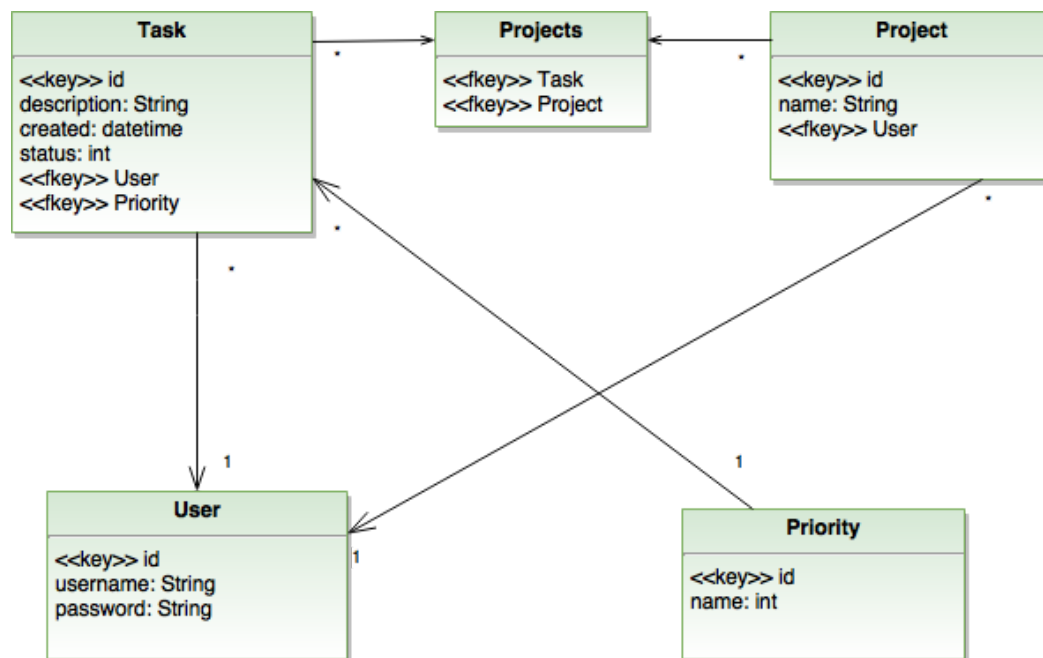 Task
<<key>> id
description: String
created: datetime
status: int
<<fkey>> User
<<fkey>> Priority
*
Projects
<<fkey>> Task
<<fkey>> Project
*
Project
<<key>> id
name: String
<<fkey>> User
*
*
*
1
1
1
User
<<key>> id
username: String
password: String
Priority
<<key>> id
name: int